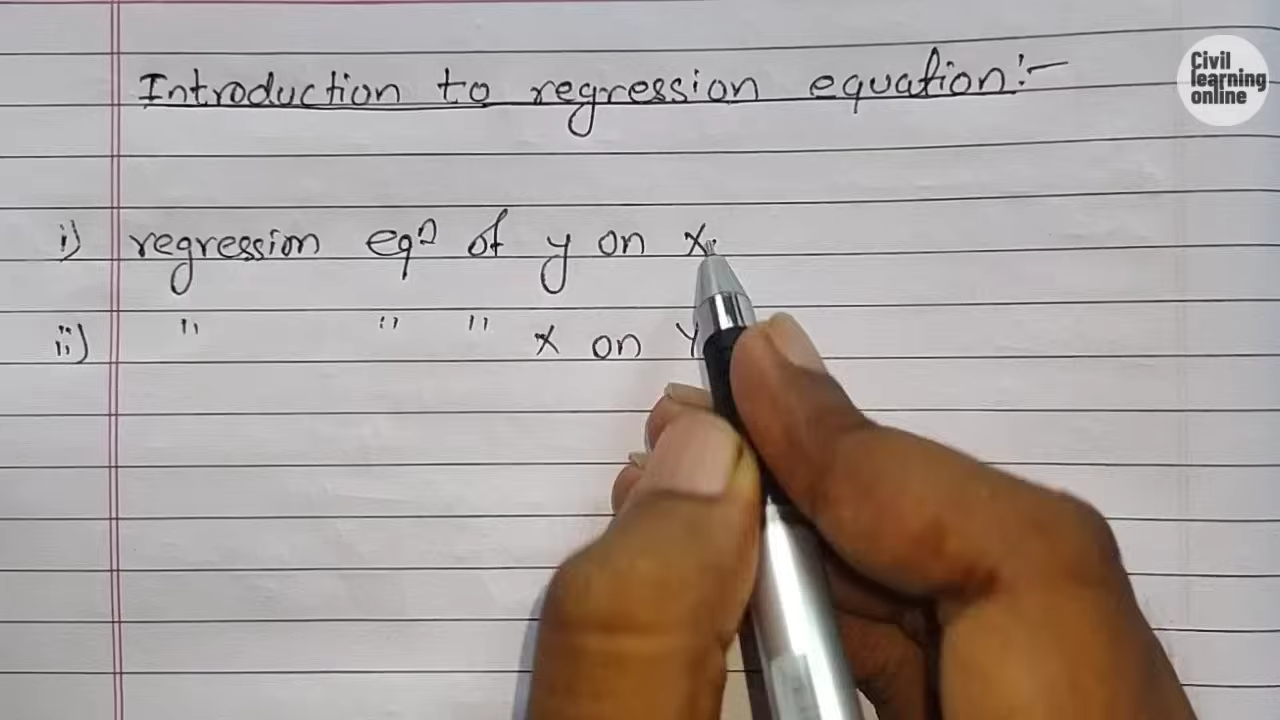 Introduction to regression equation:-
i) regression eqn of y on x
ii) " " " x on y
Civil
learning
online